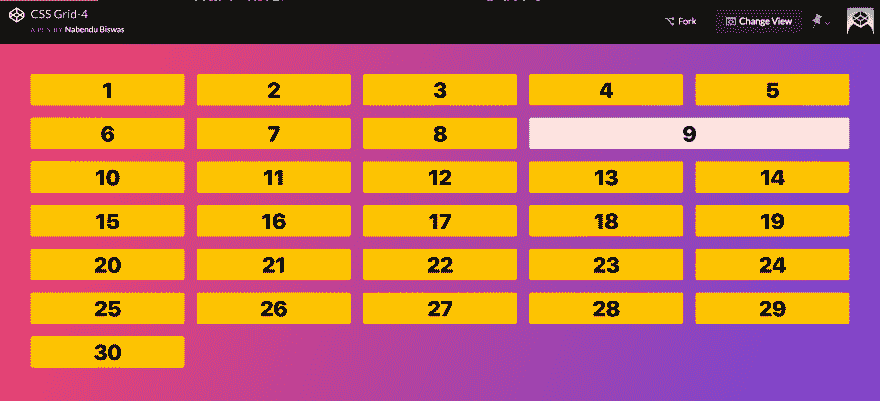 CSS Grid-4
A PEN BY Nabendu Biswas
Fork
Change View
1 2 3 4 5
6 7 8 9
10 11 12 13 14
15 16 17 18 19
20 21 22 23 24
25 26 27 28 29
30